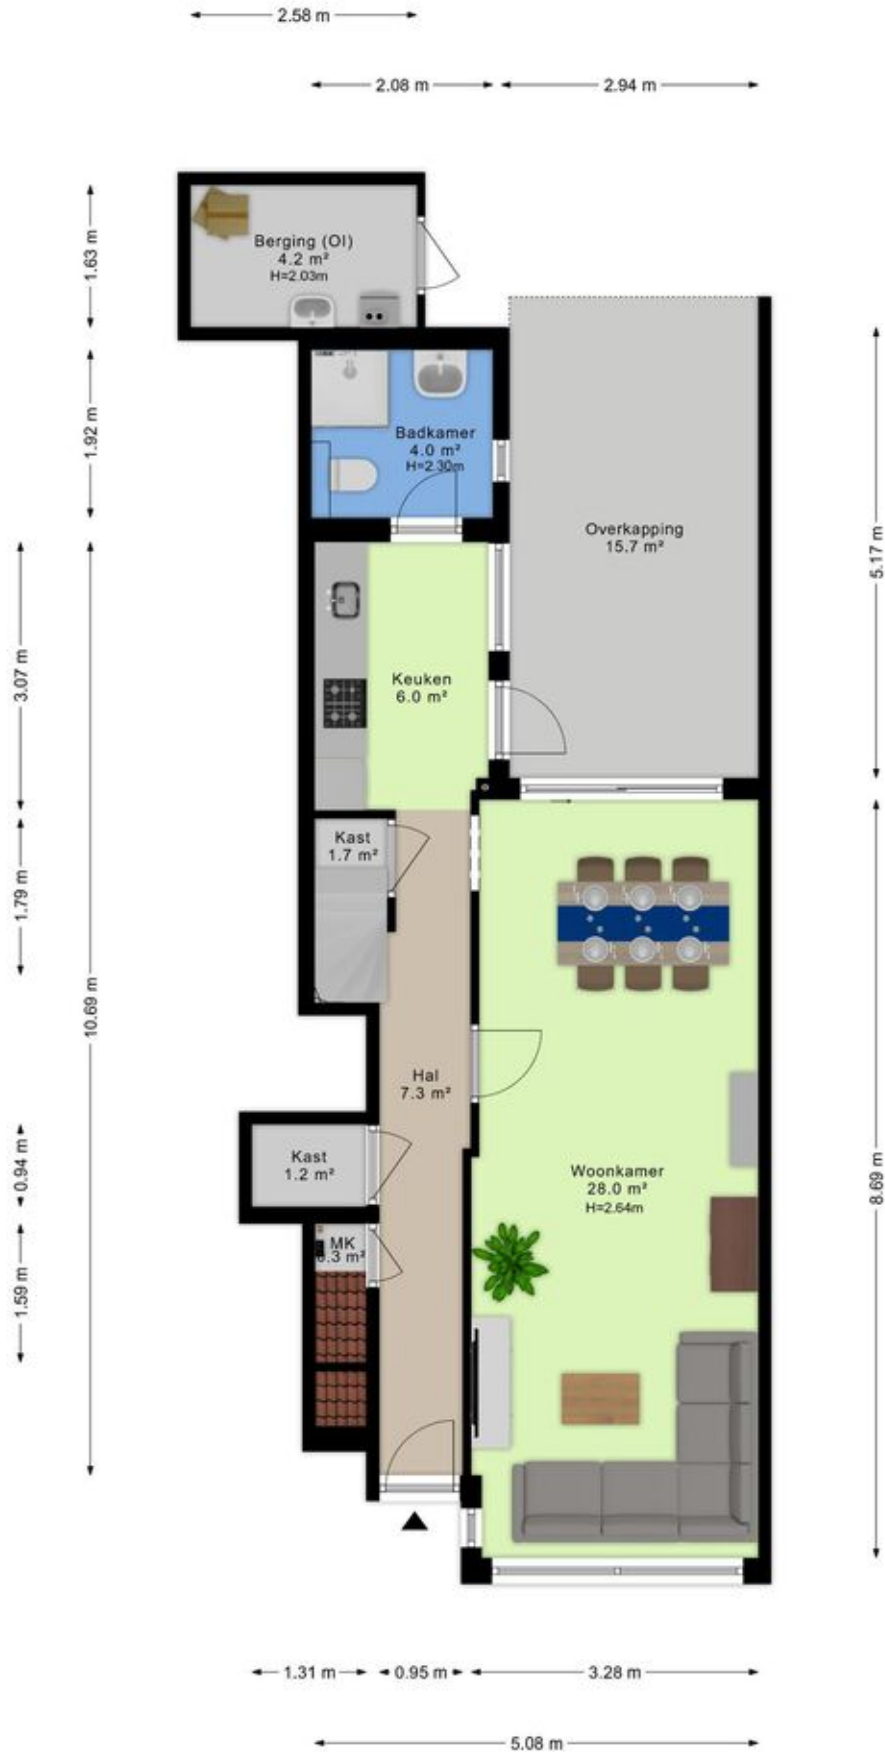 2.58 m
2.08 m
2.94 m
1.63 m
Berging (OI)
4.2 m²
H=2.03m
1.92 m
Badkamer
4.0 m²
H=2.30m
Overkapping
15.7 m²
5.17 m
3.07 m
Keuken
6.0 m²
Kast
1.7 m²
1.79 m
10.69 m
Hal
7.3 m²
Kast
1.2 m²
0.94 m
Woonkamer
28.0 m²
H=2.64m
8.69 m
MK
.3 m²
1.59 m
1.31 m
0.95 m
3.28 m
5.08 m